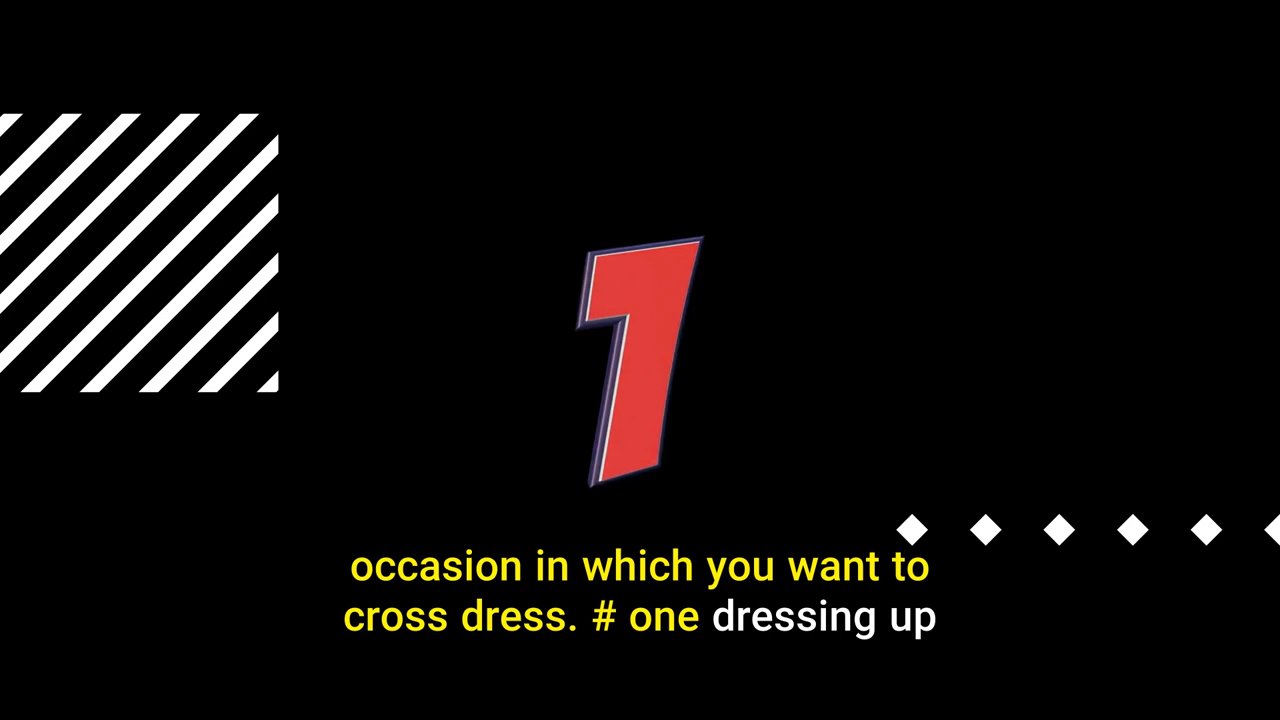 1
occasion in which you want to
cross dress. # one dressing up